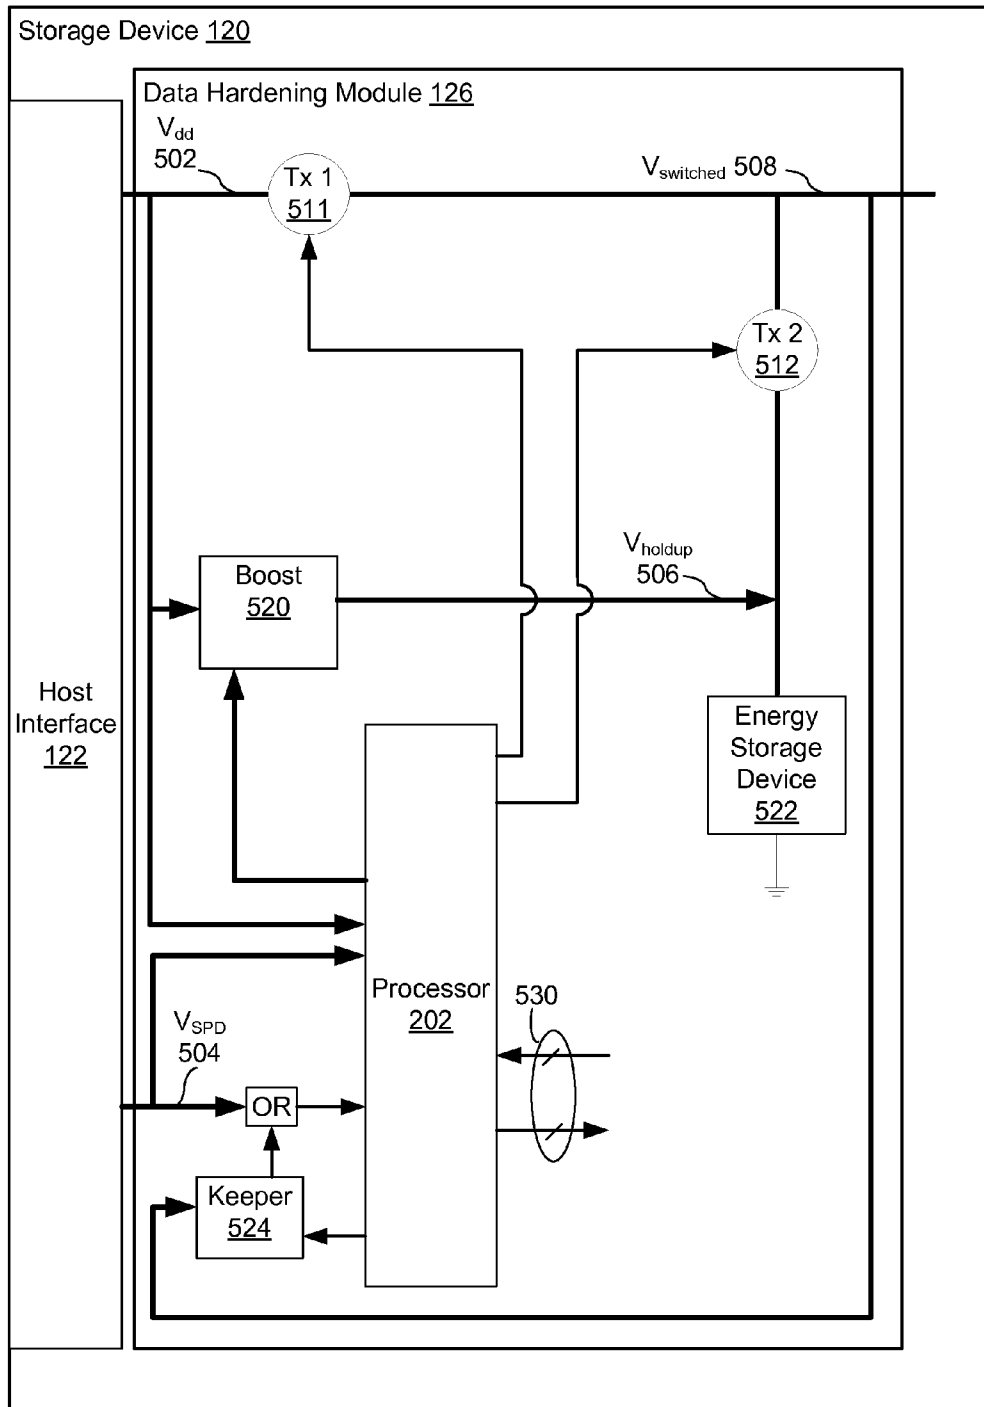 Storage Device 120
Data Hardening Module 126
Vdd
502
Tx 1
511
Vswitched 508
Tx 2
512
Boost
520
Vholdup
506
Host
Interface
122
Energy
Storage
Device
522
Processor
202
530
VSPD
504
OR
Keeper
524